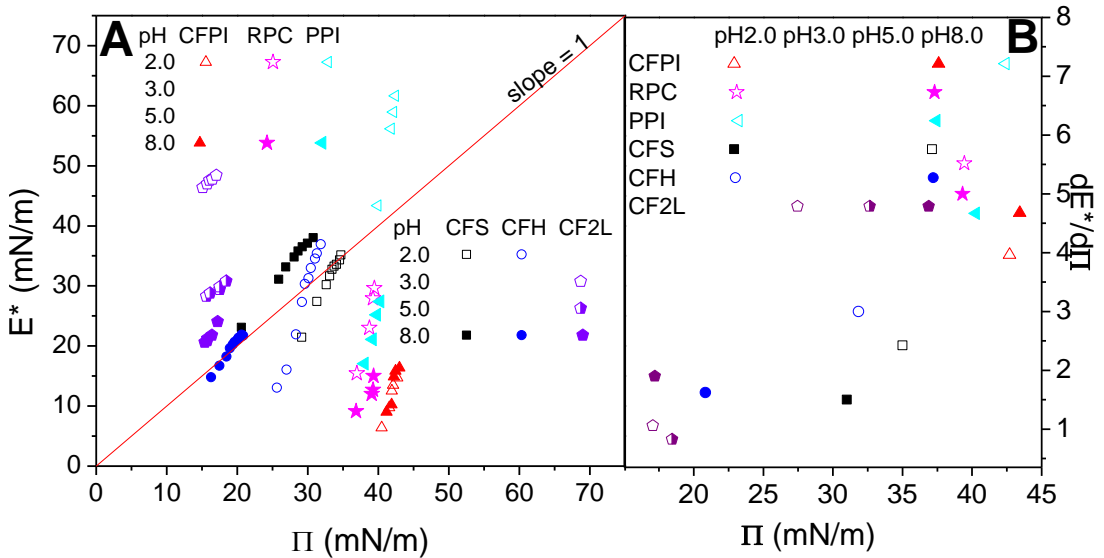 A
pH CFPI RPC PPI
2.0
3.0
5.0
8.0
slope = 1
pH CFS CFH CF2L
2.0
3.0
5.0
8.0
E* (mN/m)
70
60
50
40
30
20
10
0
0 10 20 30 40 50 60 70
Π (mN/m)
B
pH2.0 pH3.0 pH5.0 pH8.0
CFPI
RPC
PPI
CFS
CFH
CF2L
8
7
6
5
4
3
2
1
dE*/dΠ
20 25 30 35 40 45
Π (mN/m)